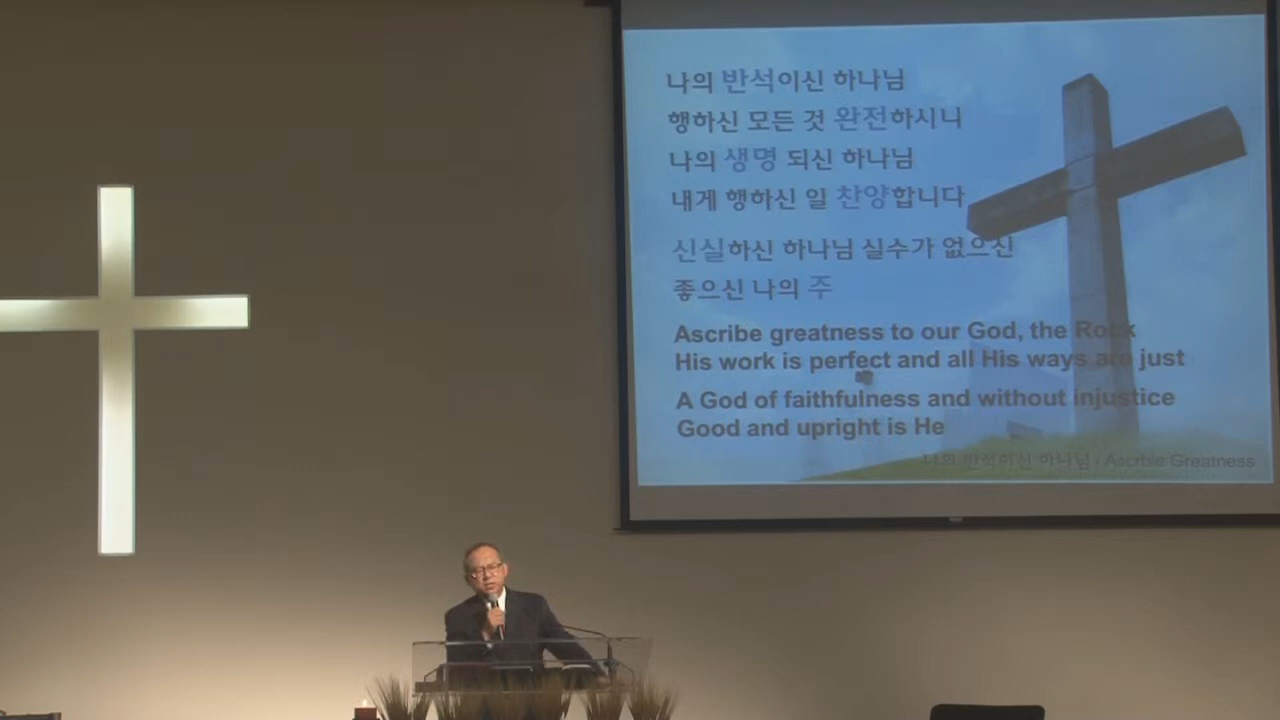 나의 반석이신 하나님
행하신 모든 것 완전하시니
나의 생명 되신 하나님
내게 행하신 일 찬양합니다
신실하신 하나님 실수가 없으신
좋으신 나의 주
Ascribe greatness to our God, the Rock
His work is perfect and all His ways are just
A God of faithfulness and without injustice
Good and upright is He
나의 반석이신 하나님 / Ascrbie Greatness